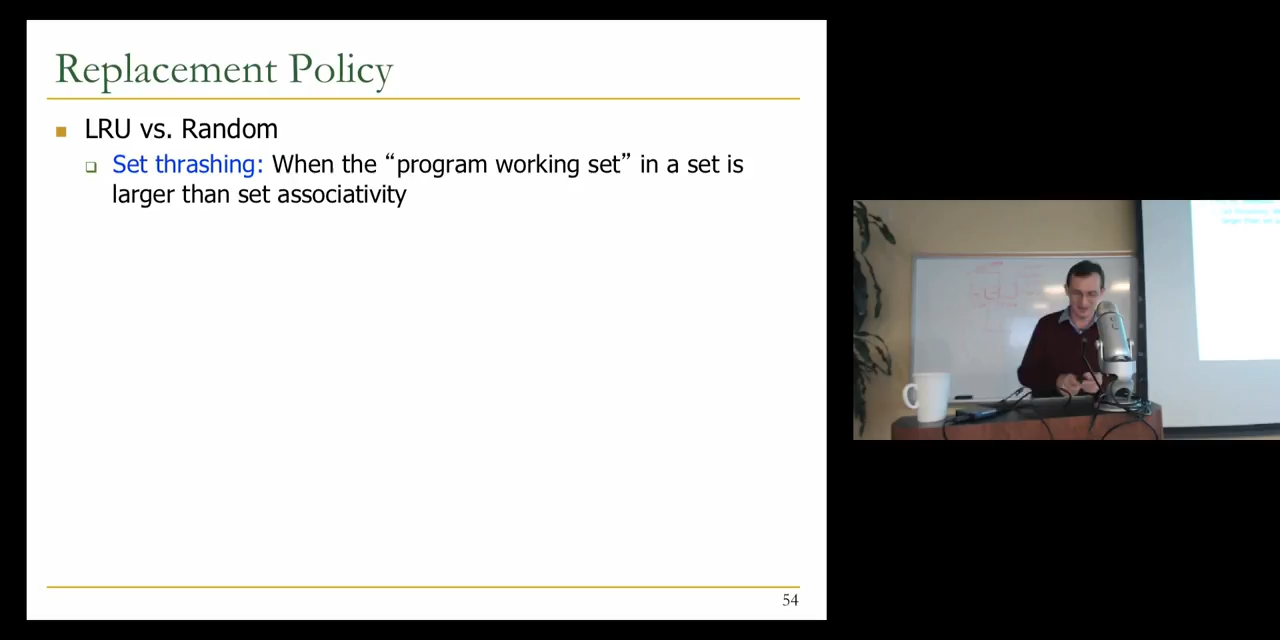 Replacement Policy
LRU vs. Random
Set thrashing: When the “program working set” in a set is
larger than set associativity
54